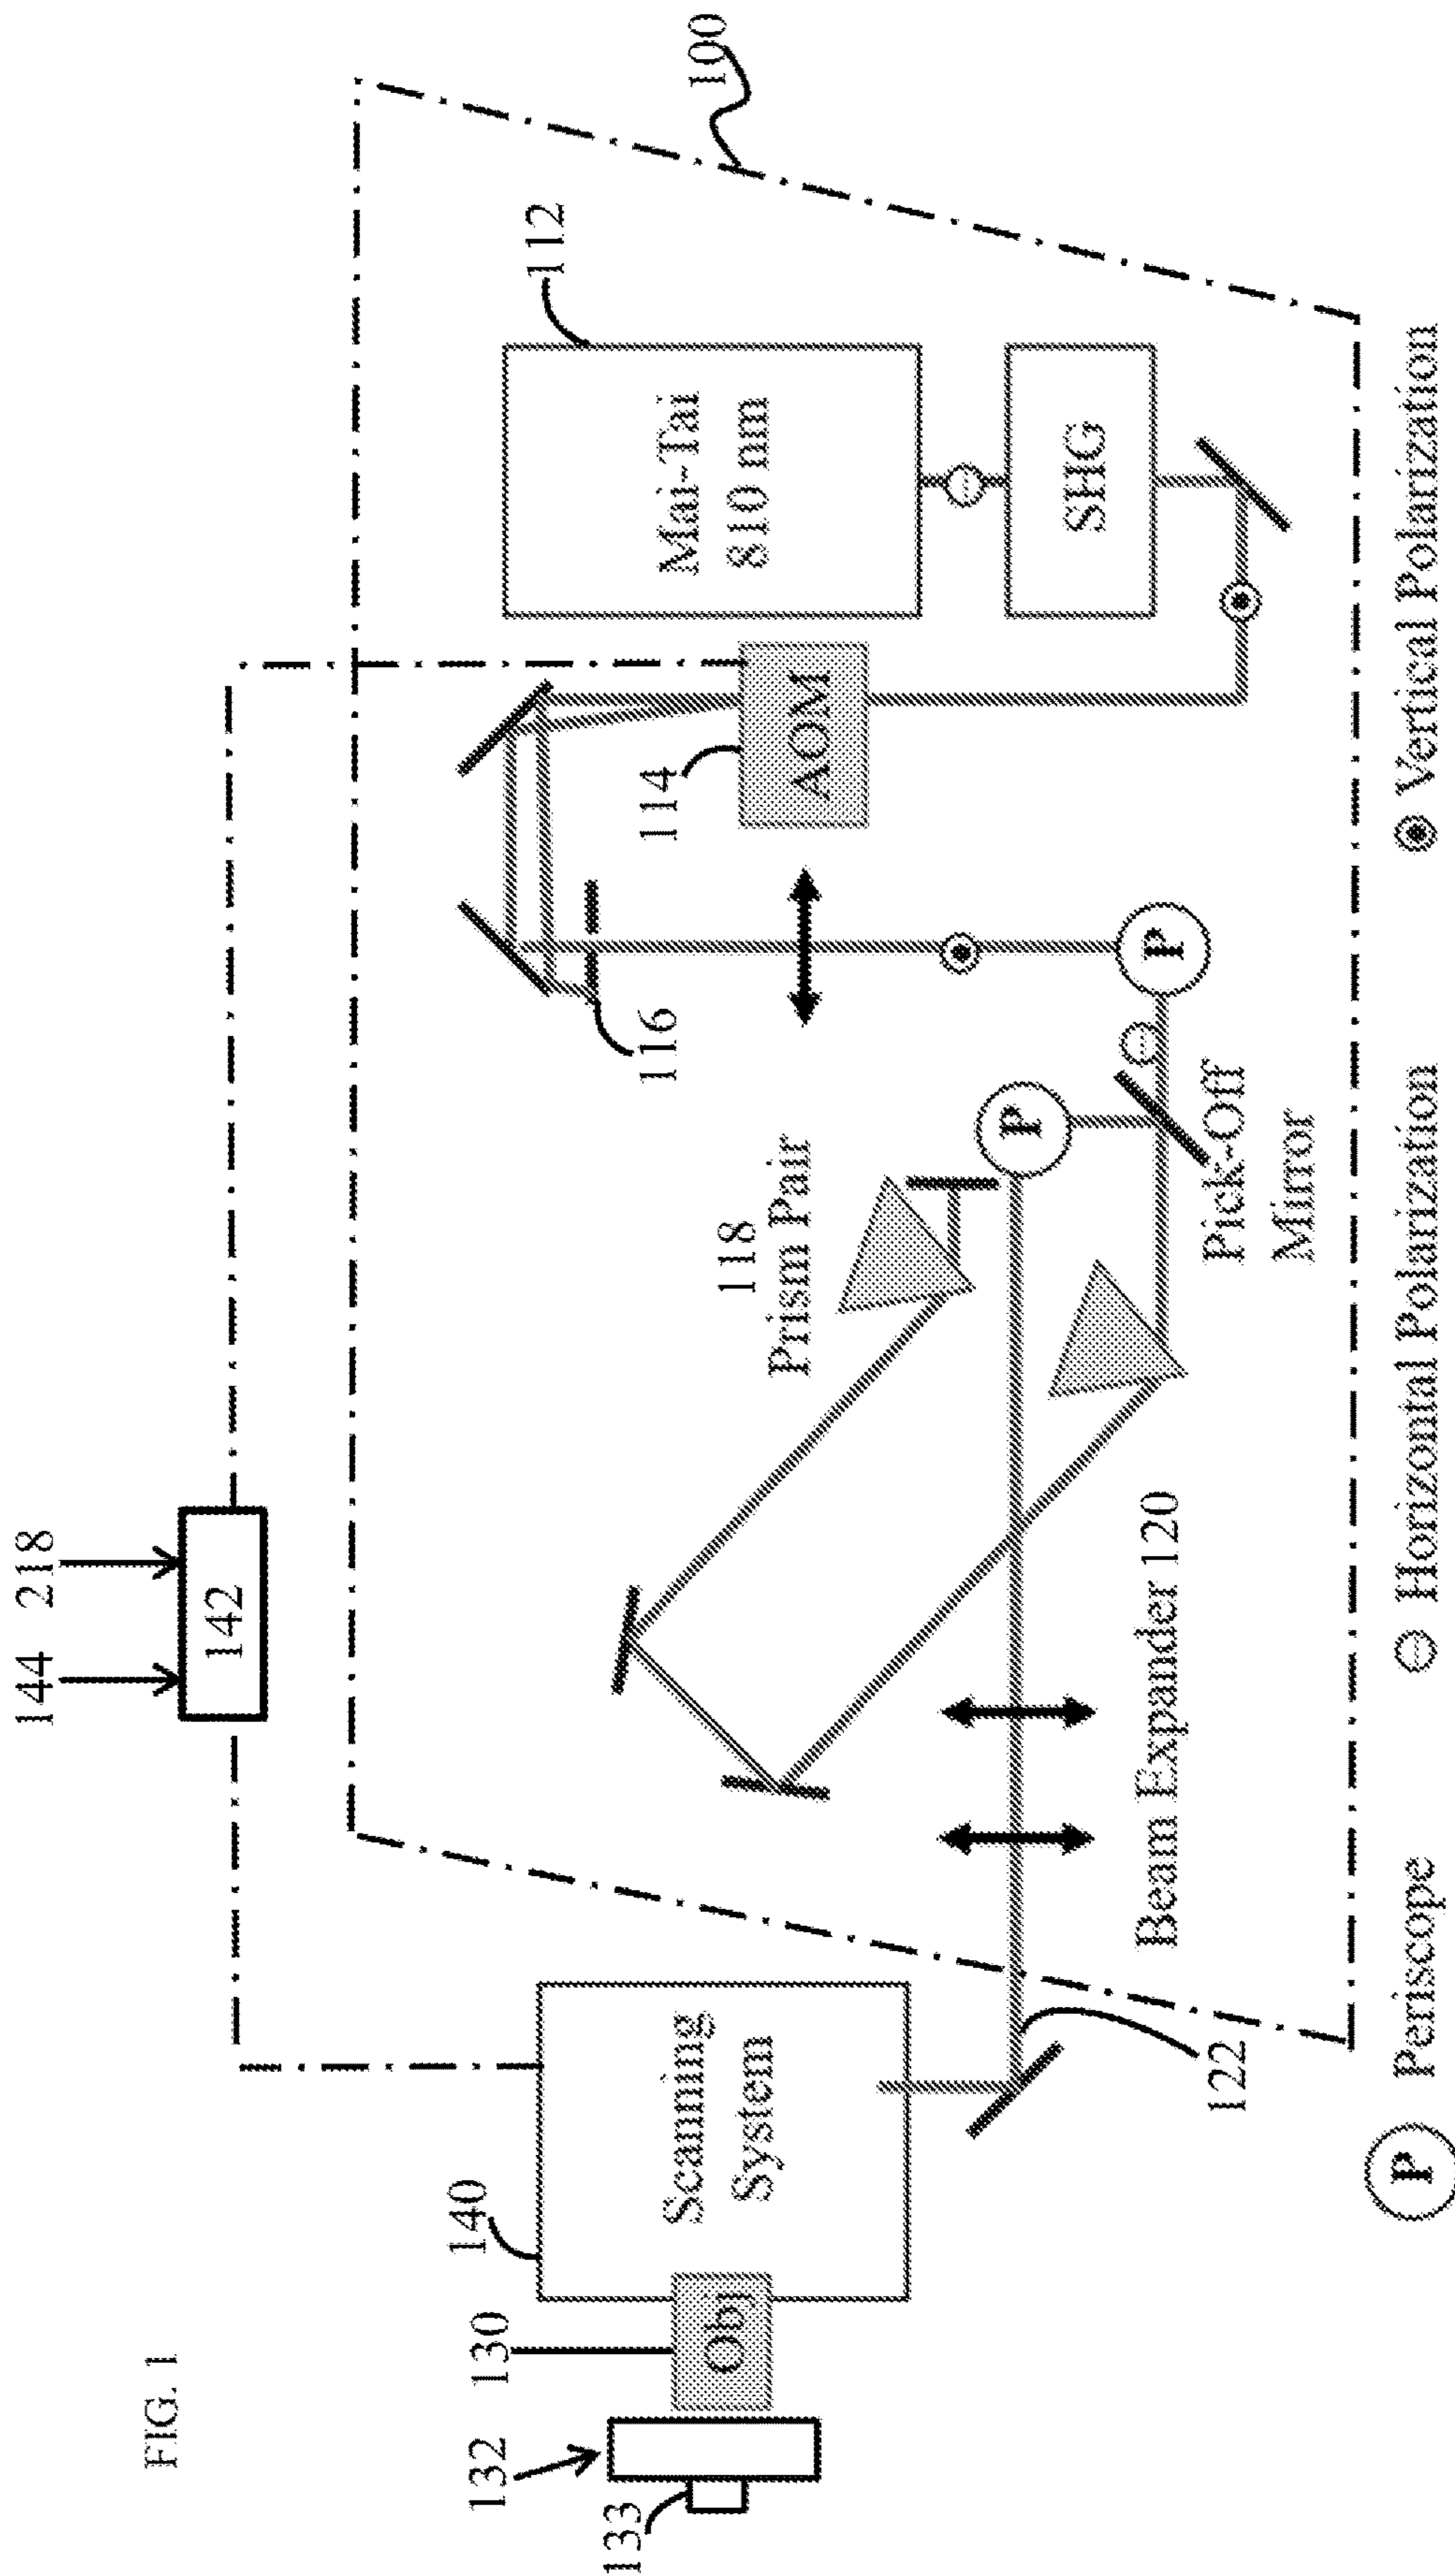 FIG. 1
144
218
142
100
112
Mai-Tai
810 nm
SHG
114
AOM
116
118
Prism Pair
P
P
Pick-Off
Mirror
Beam Expander 120
122
140
Scanning
System
130
Obj
132
133
P Periscope
Horizontal Polarization
Vertical Polarization